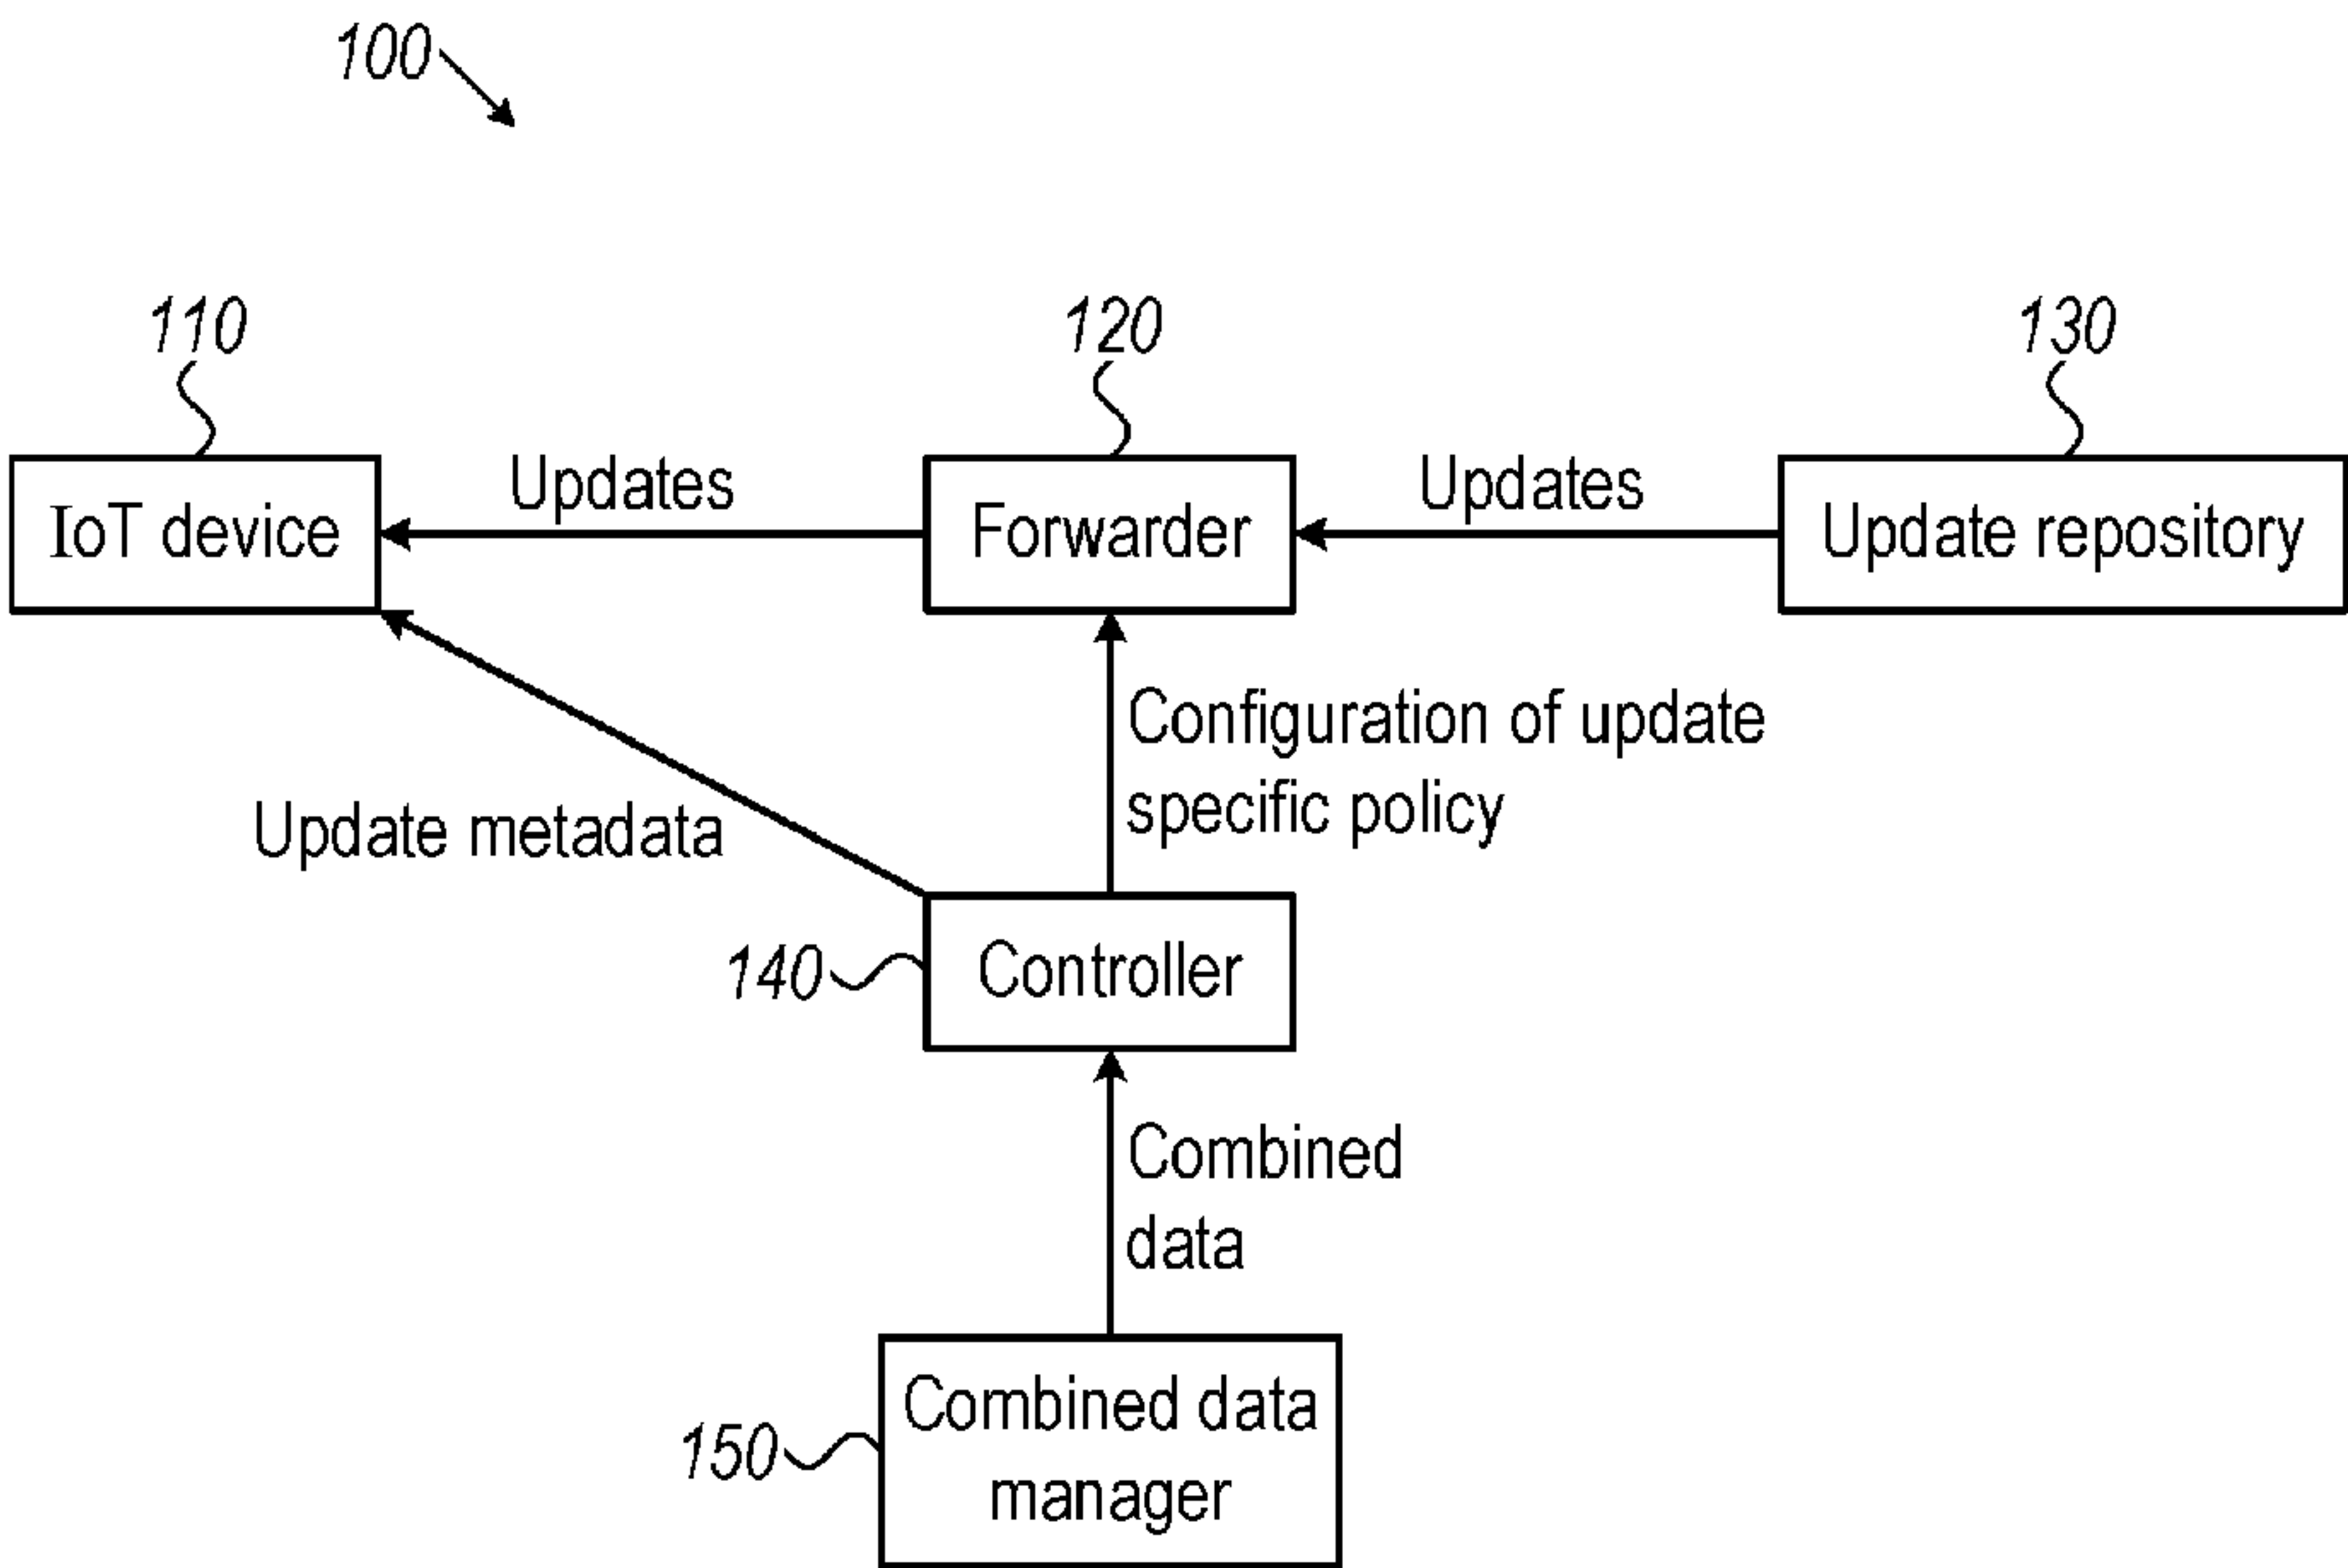 100
110
120
130
IoT device
Updates
Forwarder
Updates
Update repository
Configuration of update
specific policy
Update metadata
140
Controller
Combined
data
150
Combined data
manager